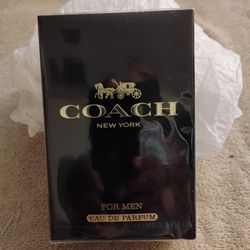 COACH
NEW YORK
FOR MEN
EAU DE PARFUM